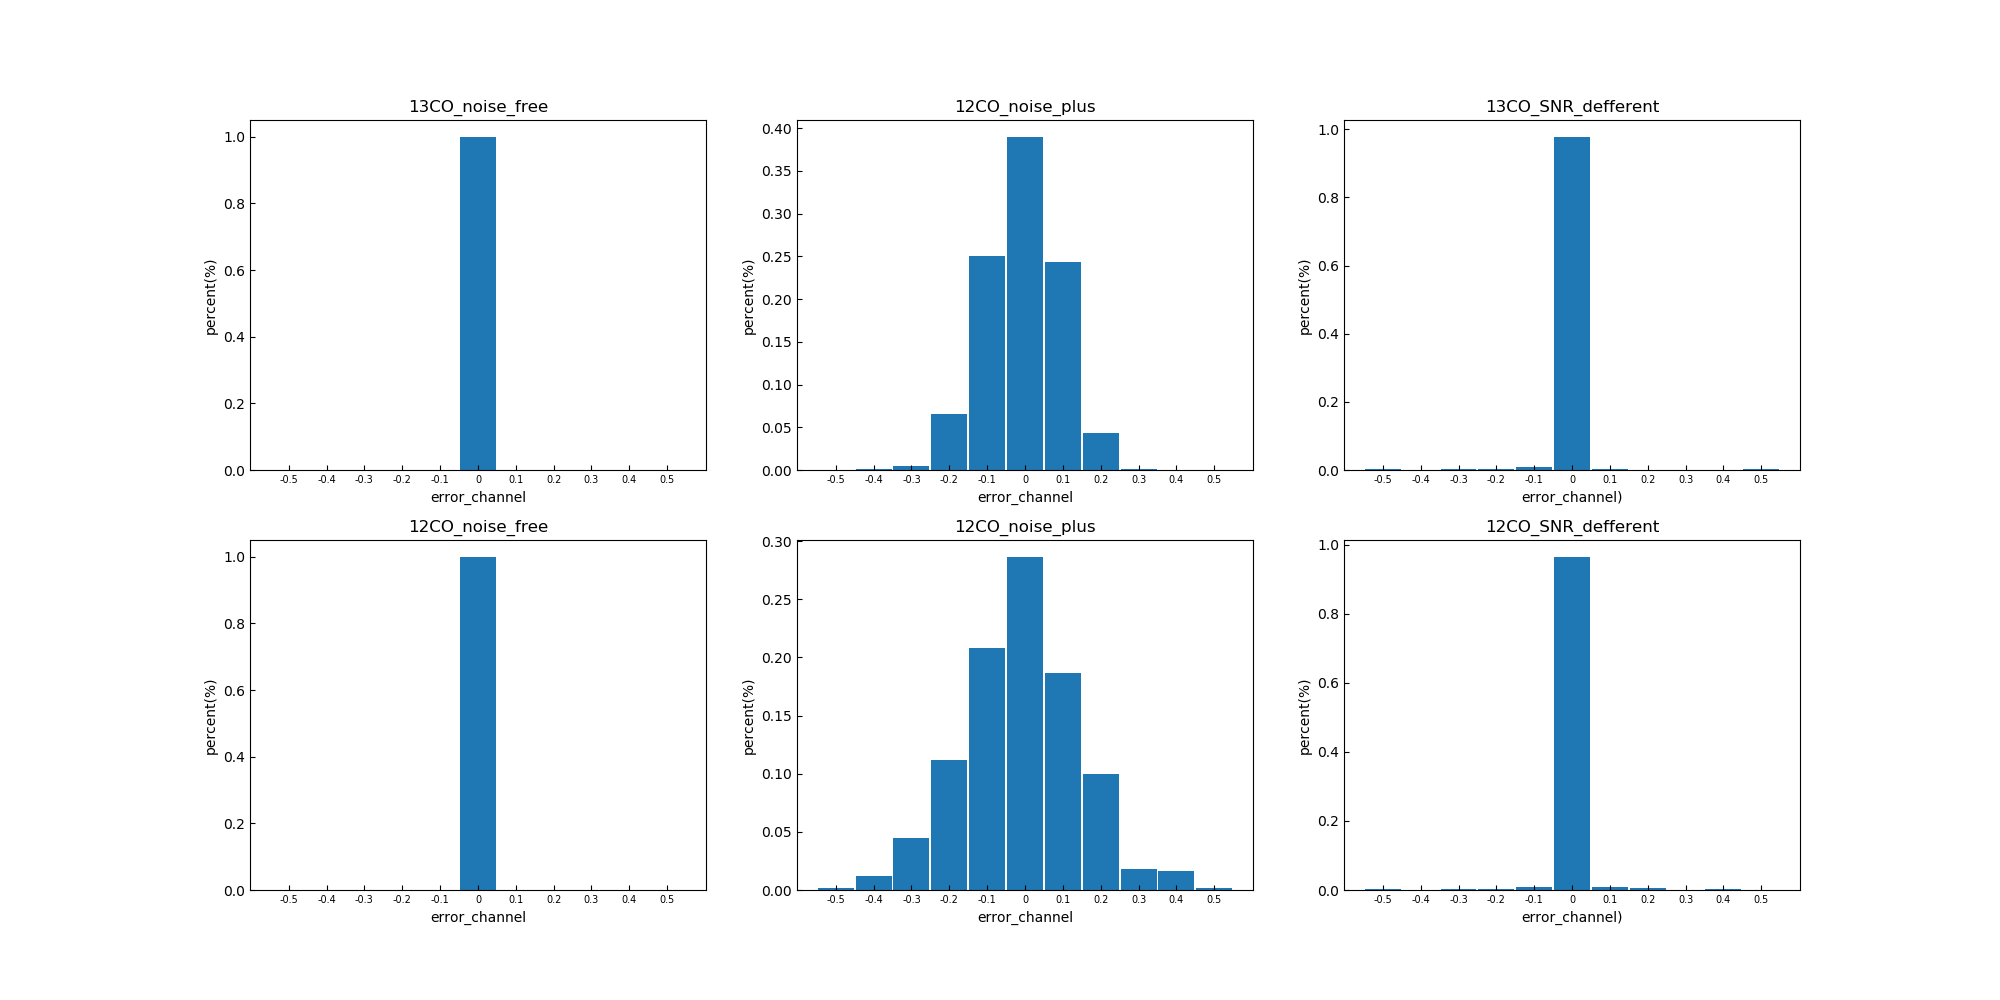 13CO_noise_free
1.0
0.8
0.6
0.4
0.2
0.0
percent(%)
-0.5 -0.4 -0.3 -0.2 -0.1 0 0.1 0.2 0.3 0.4 0.5
error_channel
12CO_noise_plus
0.40
0.35
0.30
0.25
0.20
0.15
0.10
0.05
0.00
percent(%)
-0.5 -0.4 -0.3 -0.2 -0.1 0 0.1 0.2 0.3 0.4 0.5
error_channel
13CO_SNR_defferent
1.0
0.8
0.6
0.4
0.2
0.0
percent(%)
-0.5 -0.4 -0.3 -0.2 -0.1 0 0.1 0.2 0.3 0.4 0.5
error_channel)
12CO_noise_free
1.0
0.8
0.6
0.4
0.2
0.0
percent(%)
-0.5 -0.4 -0.3 -0.2 -0.1 0 0.1 0.2 0.3 0.4 0.5
error_channel
12CO_noise_plus
0.30
0.25
0.20
0.15
0.10
0.05
0.00
percent(%)
-0.5 -0.4 -0.3 -0.2 -0.1 0 0.1 0.2 0.3 0.4 0.5
error_channel
12CO_SNR_defferent
1.0
0.8
0.6
0.4
0.2
0.0
percent(%)
-0.5 -0.4 -0.3 -0.2 -0.1 0 0.1 0.2 0.3 0.4 0.5
error_channel)